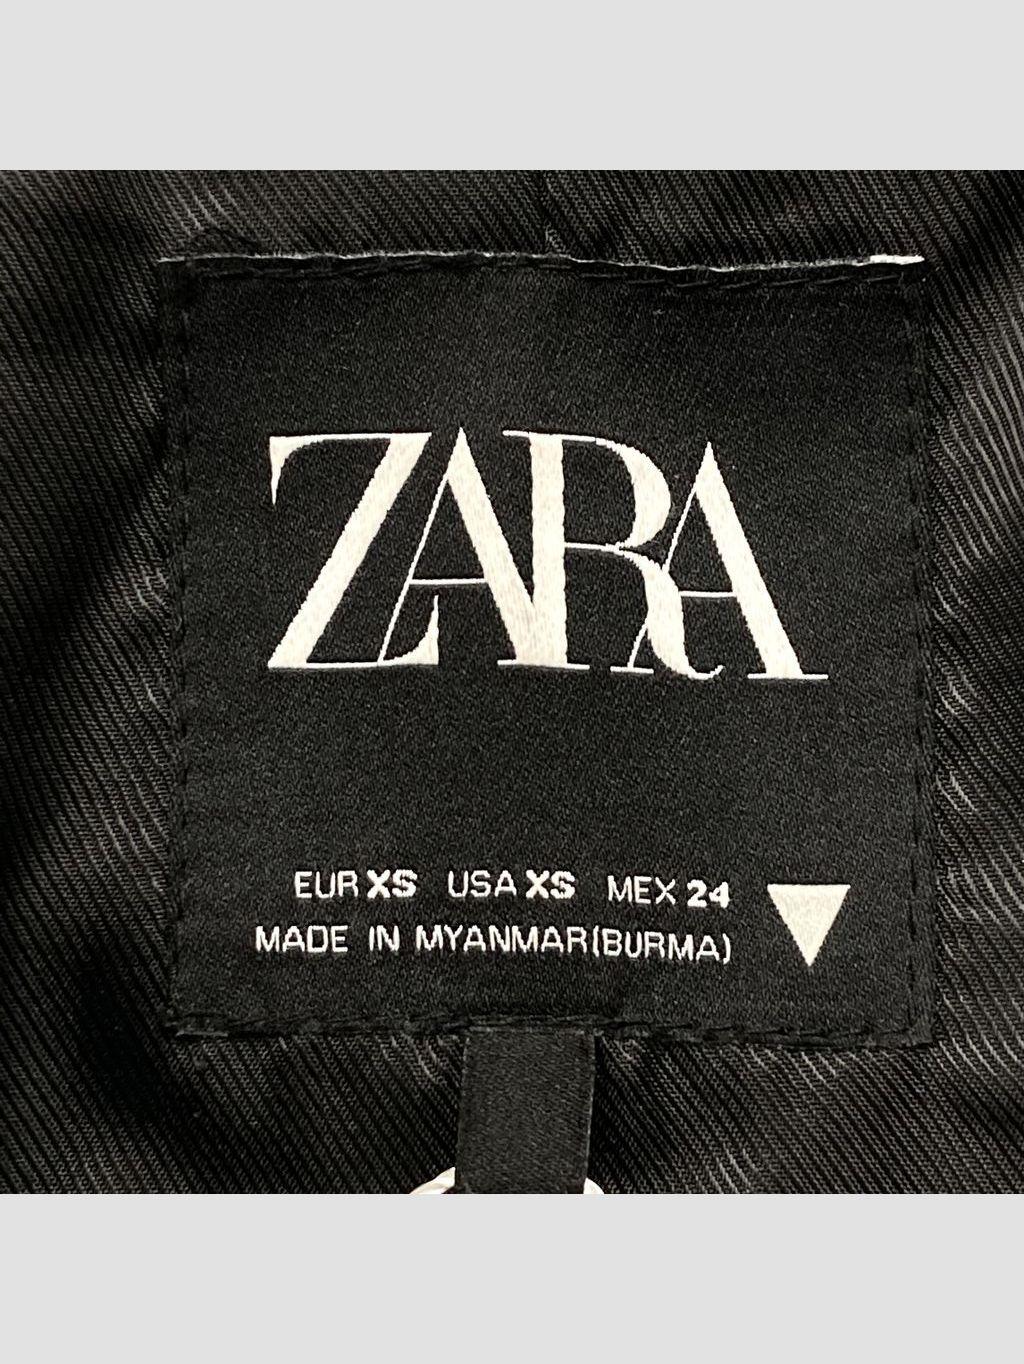 ZARA
EUR XS USA XS MEX 24
MADE IN MYANMAR(BURMA)